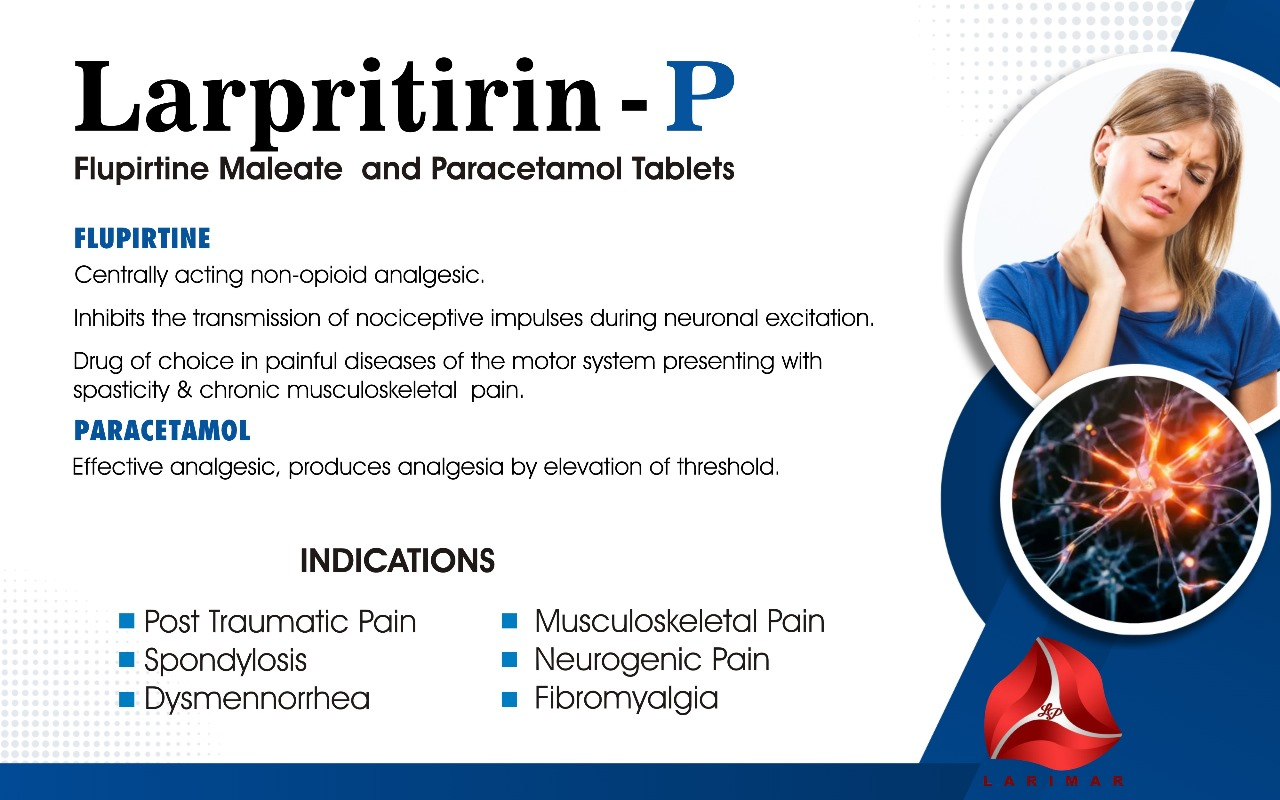 Larpritirin - P
Flupirtine Maleate and Paracetamol Tablets
FLUPIRTINE
Centrally acting non-opioid analgesic.
Inhibits the transmission of nociceptive impulses during neuronal excitation.
Drug of choice in painful diseases of the motor system presenting with
spasticity & chronic musculoskeletal pain.
PARACETAMOL
Effective analgesic, produces analgesia by elevation of threshold.
INDICATIONS
Post Traumatic Pain
Spondylosis
Dysmennorrhea
Musculoskeletal Pain
Neurogenic Pain
Fibromyalgia
LP
LARIMAR